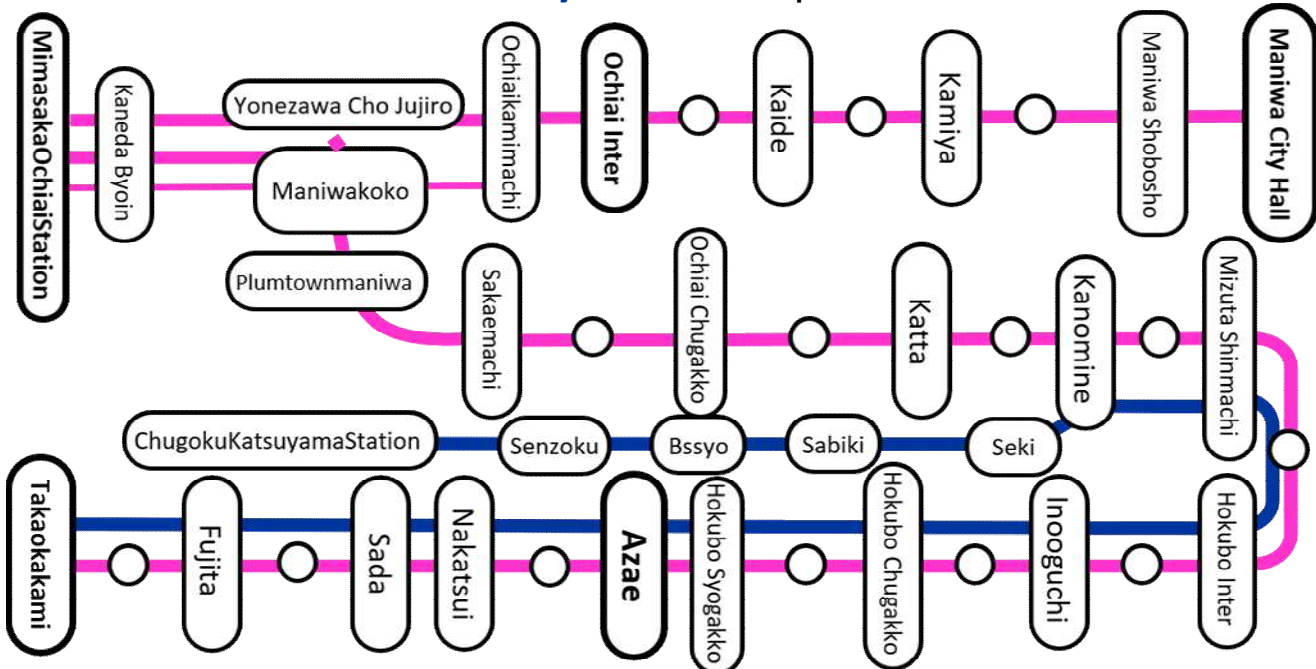 MimasakaOchiaiStation
Kaneda Byoin
Yonezawa Cho Jujiro
Maniwakoko
Plumtownmaniwa
Ochiaikamimachi
Ochiai Inter
Kaide
Kamiya
Maniwa Shobosho
Maniwa City Hall
Sakaemachi
Ochiai Chugakko
Katta
Kanomine
Mizuta Shinmachi
ChugokuKatsuyamaStation
Senzoku
Bssyo
Sabiki
Seki
Takaokakami
Fujita
Sada
Nakatsui
Azae
Hokubo Syogakko
Hokubo Chugakko
Inooguchi
Hokubo Inter